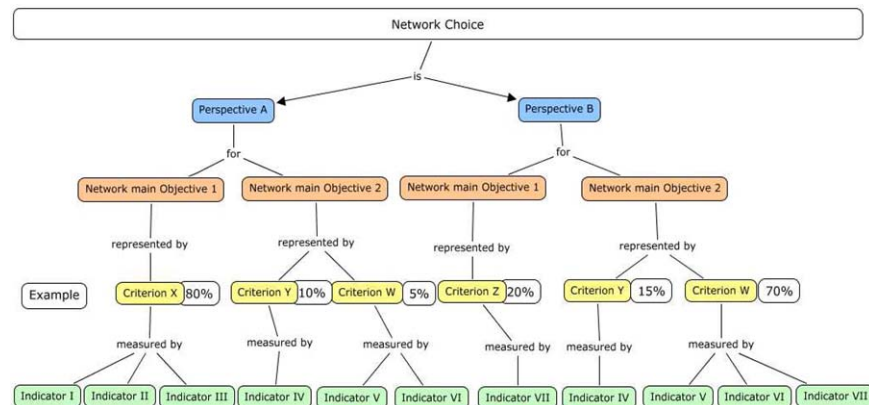 Network Choice
is
Perspective A
Perspective B
for
for
Network main Objective 1
Network main Objective 2
Network main Objective 1
Network main Objective 2
represented by
represented by
represented by
represented by
Example
Criterion X 80%
Criterion Y 10%
Criterion W 5%
Criterion Z 20%
Criterion Y 15%
Criterion W 70%
measured by
measured by
measured by
measured by
measured by
measured by
Indicator I
Indicator II
Indicator III
Indicator IV
Indicator V
Indicator VI
Indicator VII
Indicator IV
Indicator V
Indicator VI
Indicator VII